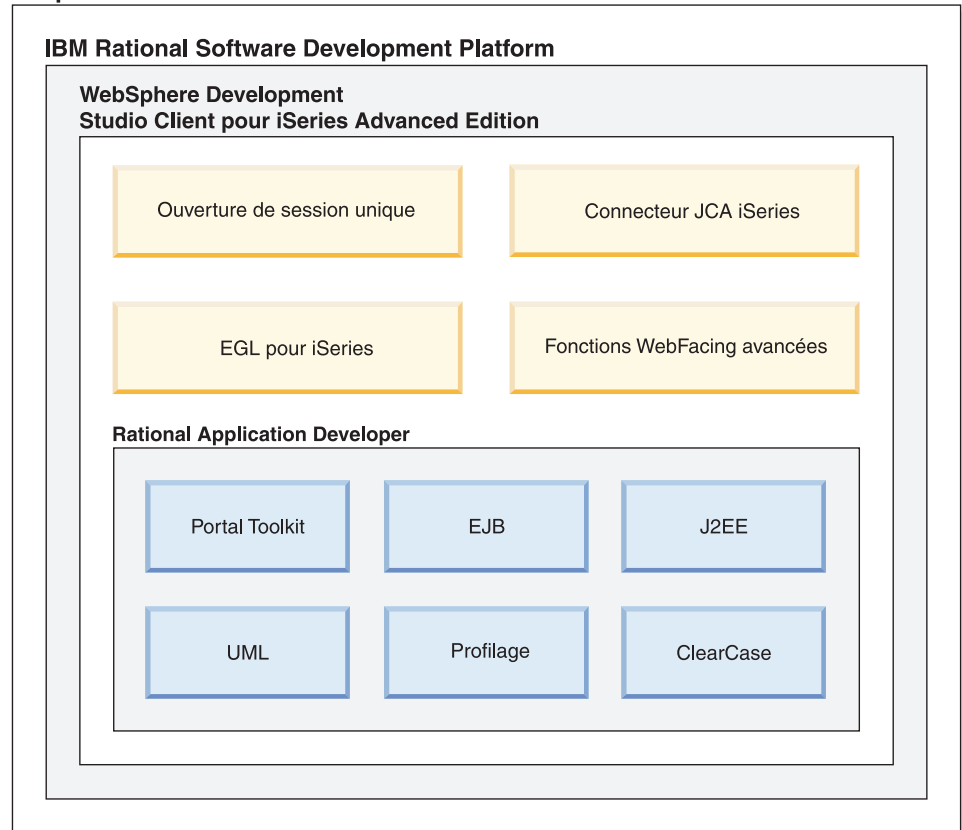 IBM Rational Software Development Platform
WebSphere Development
Studio Client pour iSeries Advanced Edition
Ouverture de session unique
Connecteur JCA iSeries
EGL pour iSeries
Fonctions WebFacing avancées
Rational Application Developer
Portal Toolkit
EJB
J2EE
UML
Profilage
ClearCase